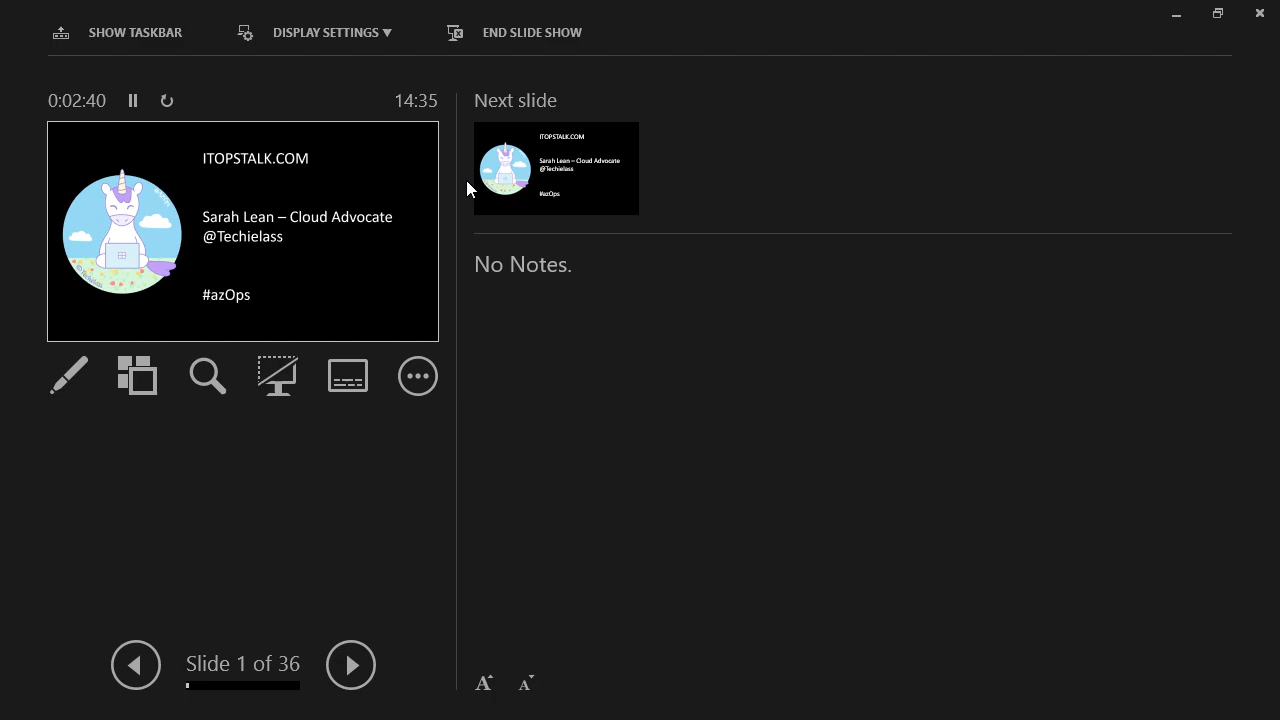 SHOW TASKBAR
DISPLAY SETTINGS ▼
END SLIDE SHOW
0:02:40
14:35
Next slide
ITOPSTALK.COM
Sarah Lean – Cloud Advocate
@Techielass
#azOps
ITOPSTALK.COM
Sarah Lean – Cloud Advocate
@Techielass
#azOps
No Notes.
Slide 1 of 36
A A